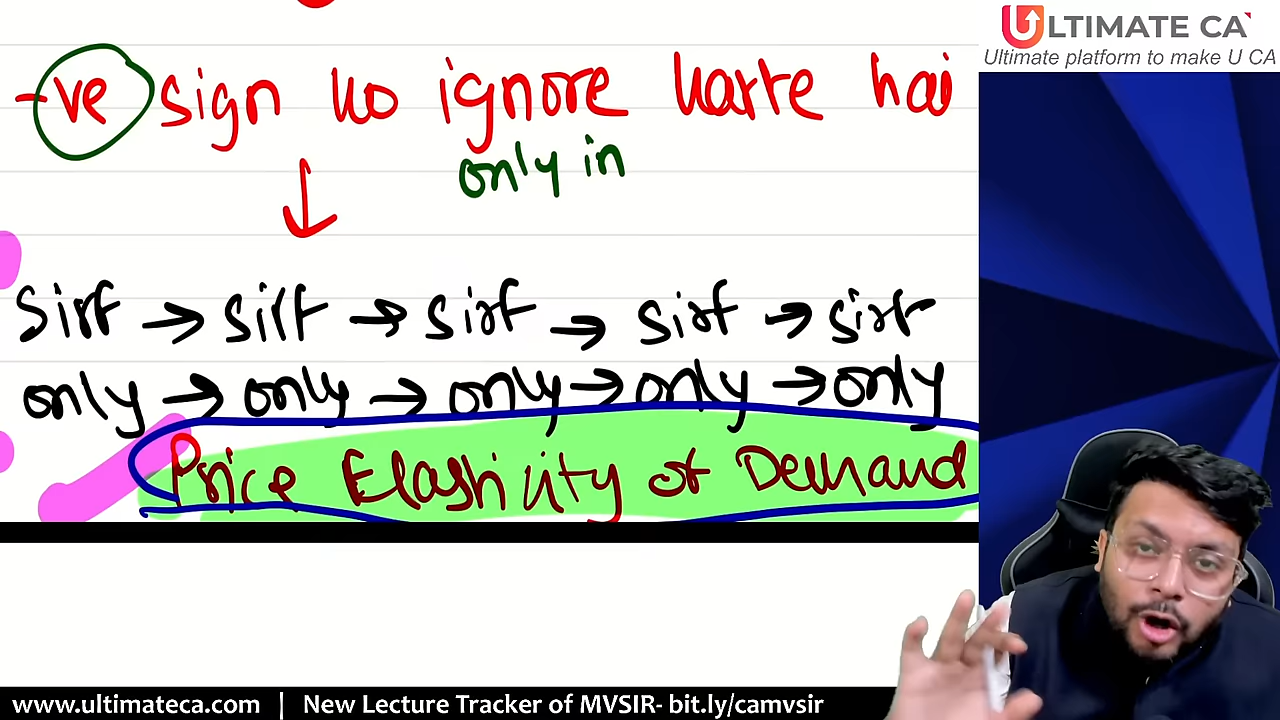 -ve sign ko ignore karte hai
only in
Sirf → sirf → sirf → sirf → sirf
only → only → only → only → only
Price Elasticity of Demand
ULTIMATE CA
Ultimate platform to make U CA
www.ultimateca.com | New Lecture Tracker of MVSIR- bit.ly/camvsir